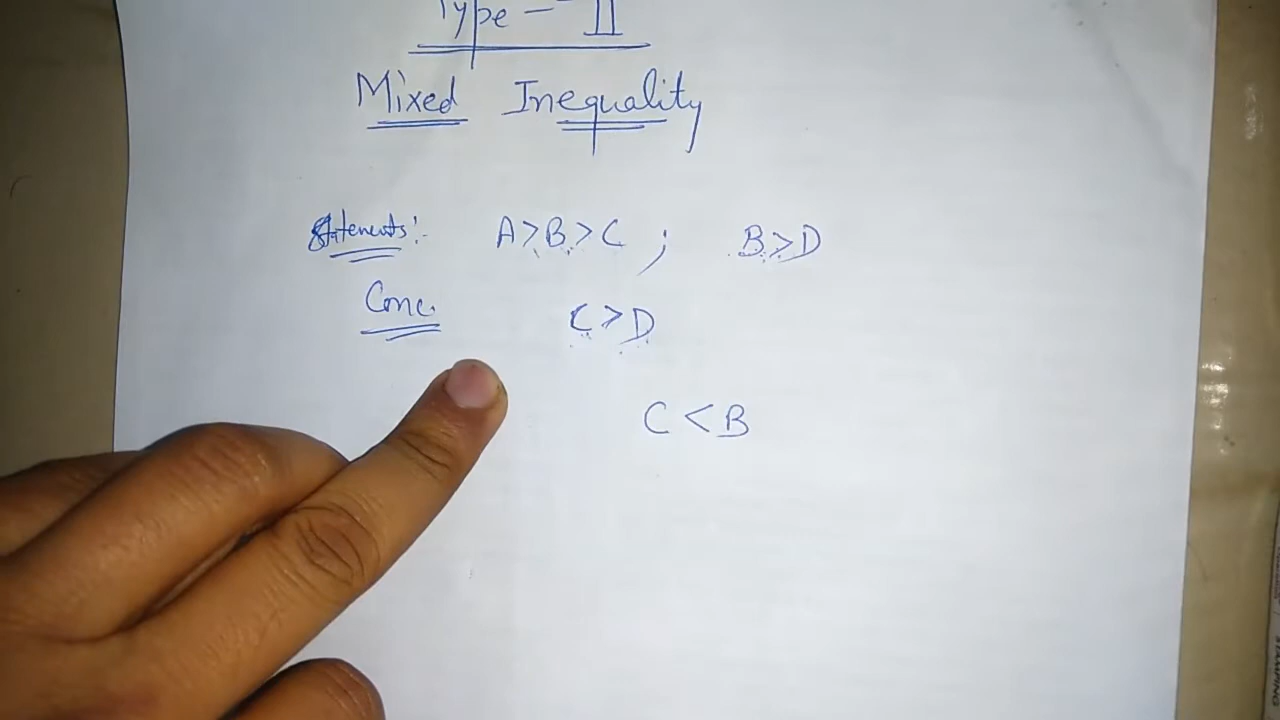 Type - II
Mixed Inequality
Statements:- A>B>C ; B>D
Conc. C>D
C<B